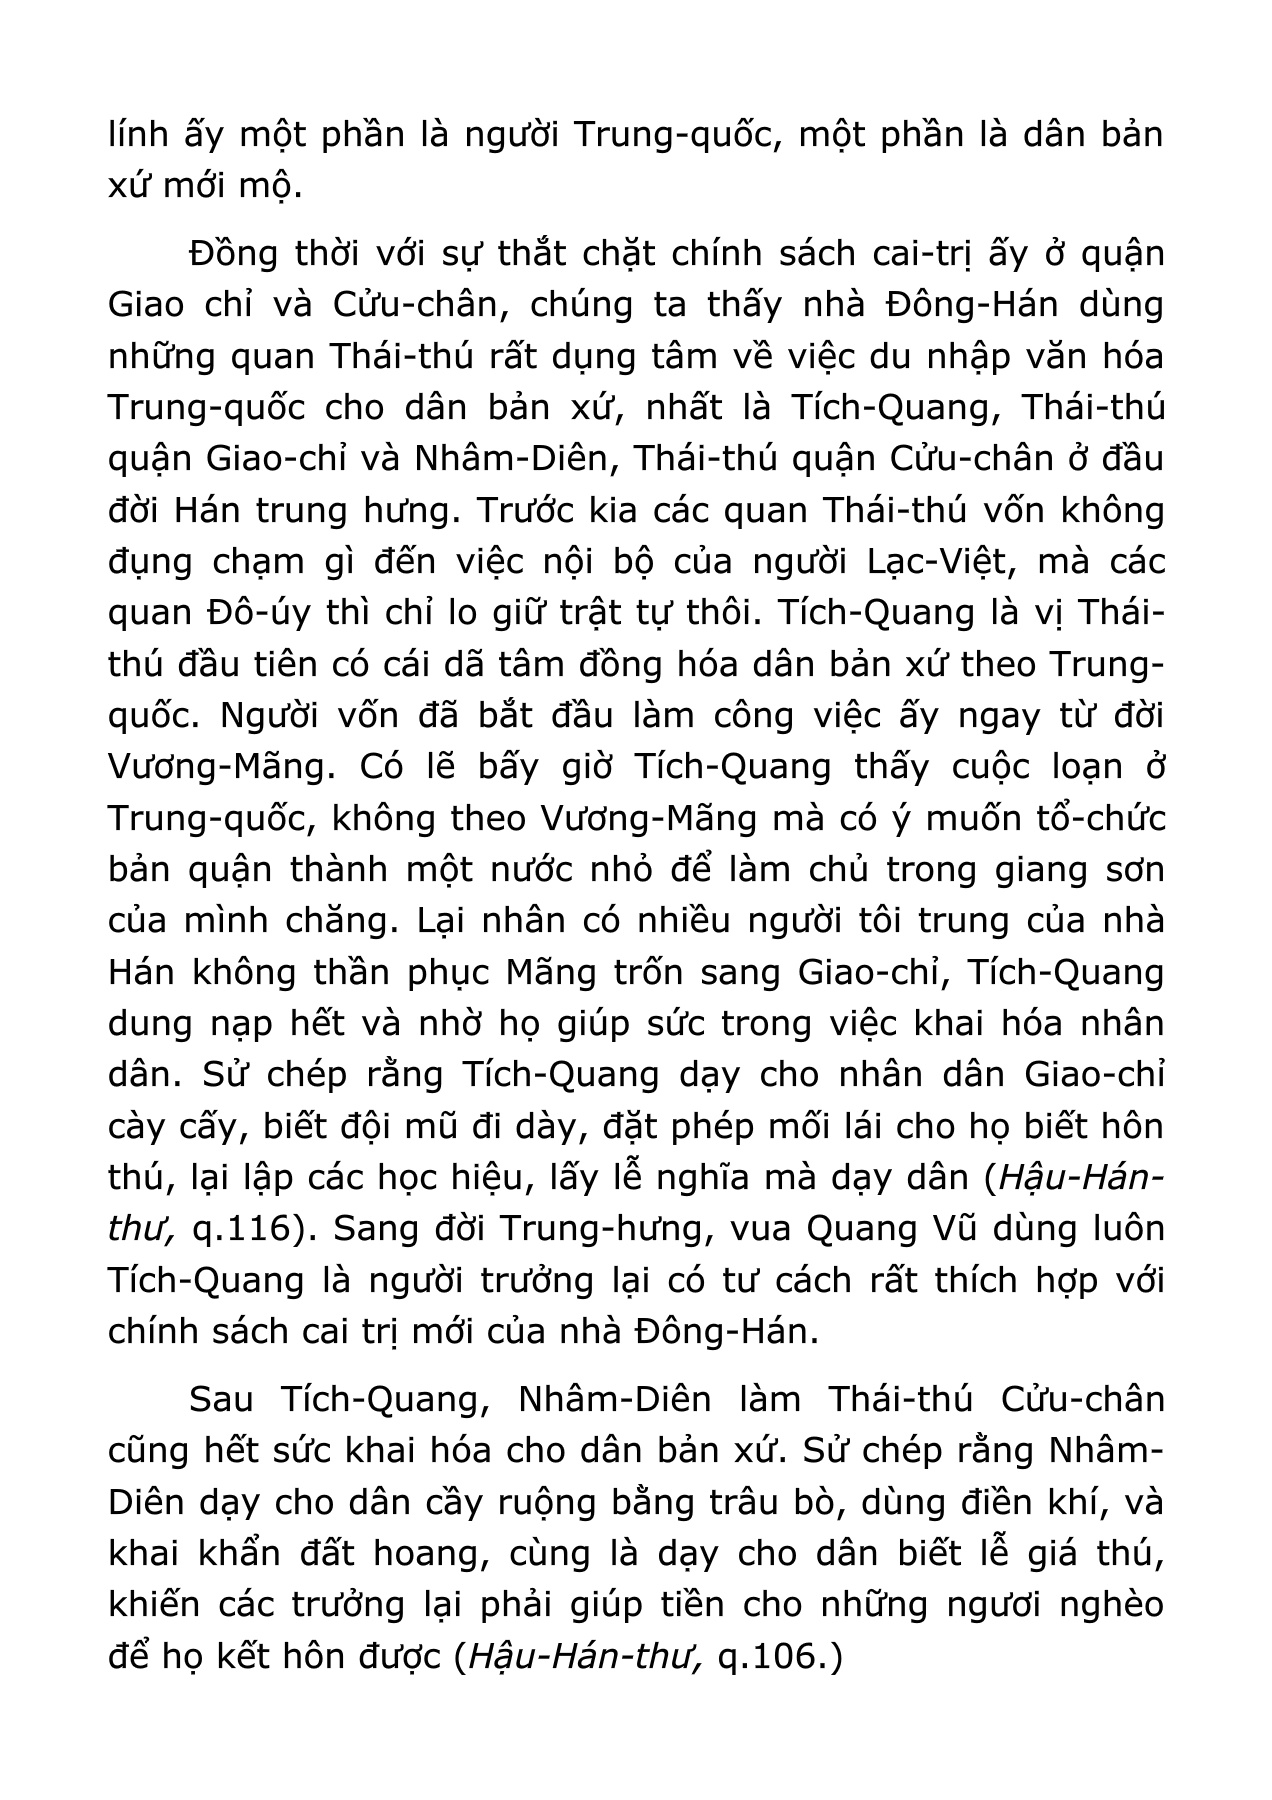 lính ấy một phần là người Trung-quốc, một phần là dân bản
xứ mới mộ.
Đồng thời với sự thắt chặt chính sách cai-trị ấy ở quận
Giao chỉ và Cửu-chân, chúng ta thấy nhà Đông-Hán dùng
những quan Thái-thú rất dụng tâm về việc du nhập văn hóa
Trung-quốc cho dân bản xứ, nhất là Tích-Quang, Thái-thú
quận Giao-chỉ và Nhâm-Diên, Thái-thú quận Cửu-chân ở đầu
đời Hán trung hưng. Trước kia các quan Thái-thú vốn không
đụng chạm gì đến việc nội bộ của người Lạc-Việt, mà các
quan Đô-úy thì chỉ lo giữ trật tự thôi. Tích-Quang là vị Thái-
thú đầu tiên có cái dã tâm đồng hóa dân bản xứ theo Trung-
quốc. Người vốn đã bắt đầu làm công việc ấy ngay từ đời
Vương-Mãng. Có lẽ bấy giờ Tích-Quang thấy cuộc loạn ở
Trung-quốc, không theo Vương-Mãng mà có ý muốn tổ-chức
bản quận thành một nước nhỏ để làm chủ trong giang sơn
của mình chăng. Lại nhân có nhiều người tôi trung của nhà
Hán không thần phục Mãng trốn sang Giao-chỉ, Tích-Quang
dung nạp hết và nhờ họ giúp sức trong việc khai hóa nhân
dân. Sử chép rằng Tích-Quang dạy cho nhân dân Giao-chỉ
cày cấy, biết đội mũ đi dày, đặt phép mối lái cho họ biết hôn
thú, lại lập các học hiệu, lấy lễ nghĩa mà dạy dân (Hậu-Hán-
thư, q.116). Sang đời Trung-hưng, vua Quang Vũ dùng luôn
Tích-Quang là người trưởng lại có tư cách rất thích hợp với
chính sách cai trị mới của nhà Đông-Hán.
Sau Tích-Quang, Nhâm-Diên làm Thái-thú Cửu-chân
cũng hết sức khai hóa cho dân bản xứ. Sử chép rằng Nhâm-
Diên dạy cho dân cầy ruộng bằng trâu bò, dùng điền khí, và
khai khẩn đất hoang, cùng là dạy cho dân biết lễ giá thú,
khiến các trưởng lại phải giúp tiền cho những ngươi nghèo
để họ kết hôn được (Hậu-Hán-thư, q.106.)